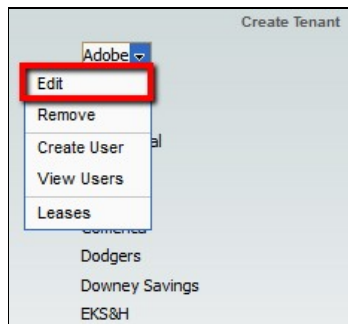 Create Tenant
Adobe
Edit
Remove
Create User
View Users
Leases
Dodgers
Downey Savings
EKS&H